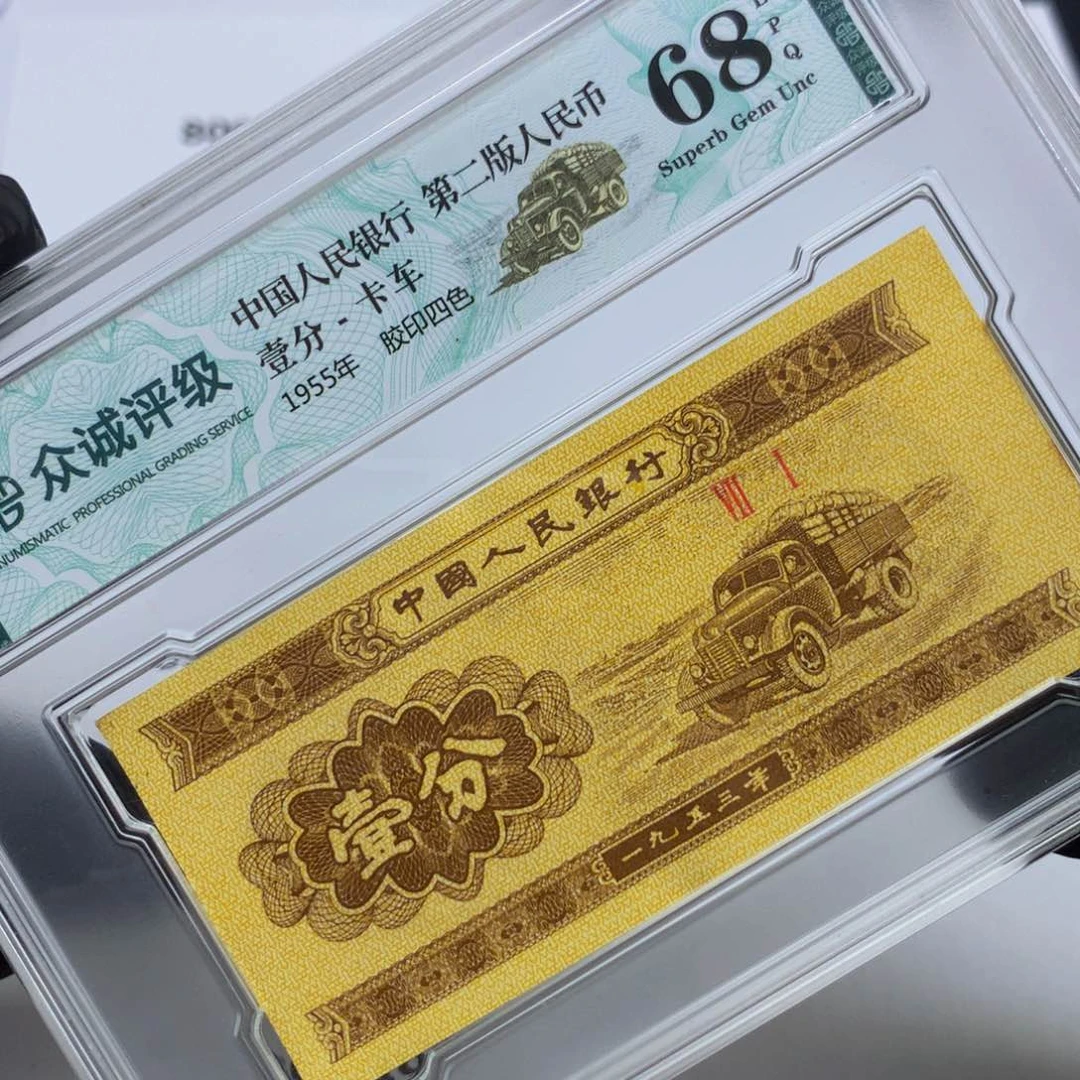 68
E
P
Q
Superb Gem Unc
中国人民银行 第二版人民币
壹分 - 卡车
1955年 胶印四色
众诚评级
NUMISMATIC PROFESSIONAL GRADING SERVICE
中國人民銀行
VII I
壹分
一九五三年